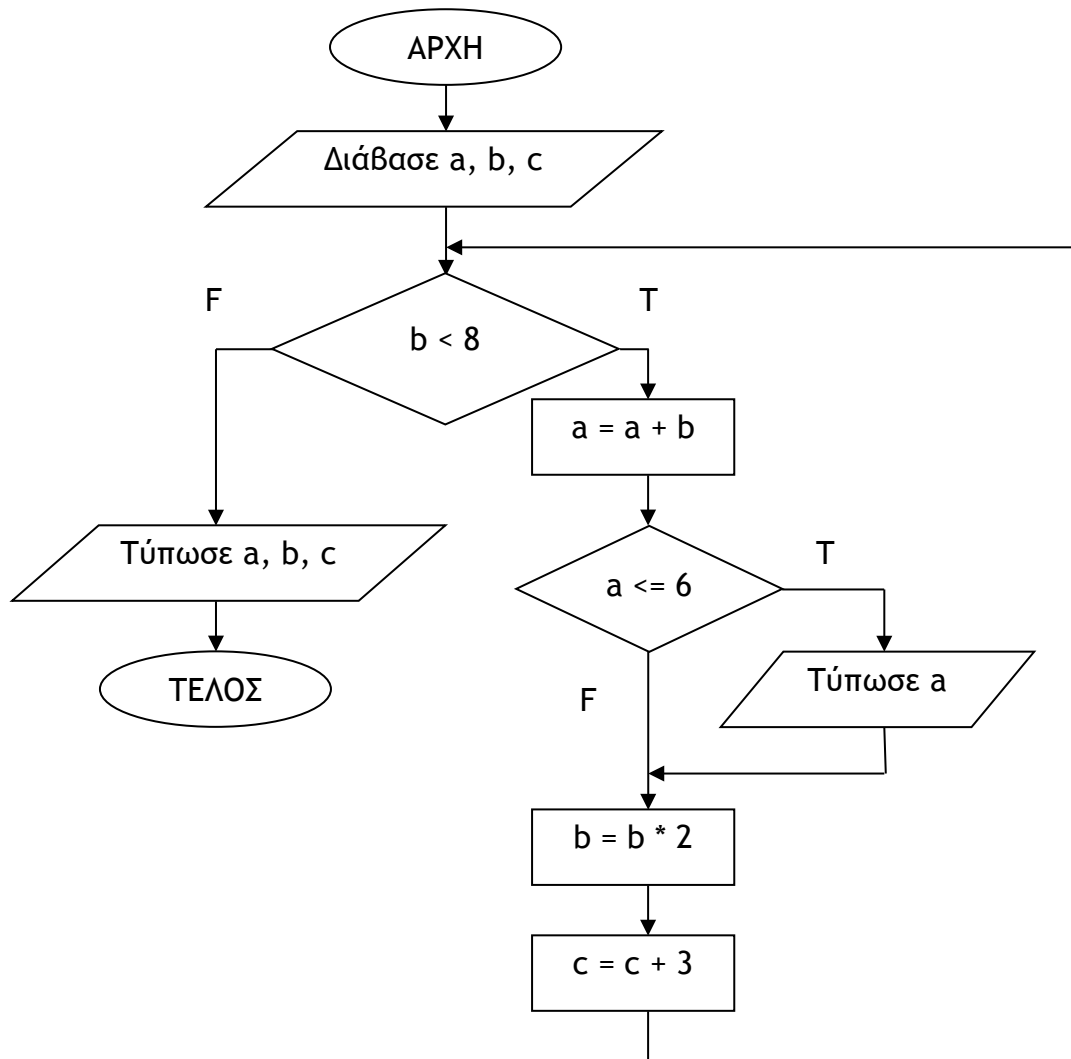 ΑΡΧΗ
Διάβασε a, b, c
F
T
b < 8
a = a + b
Τύπωσε a, b, c
T
a <= 6
ΤΕΛΟΣ
Τύπωσε a
F
b = b * 2
c = c + 3